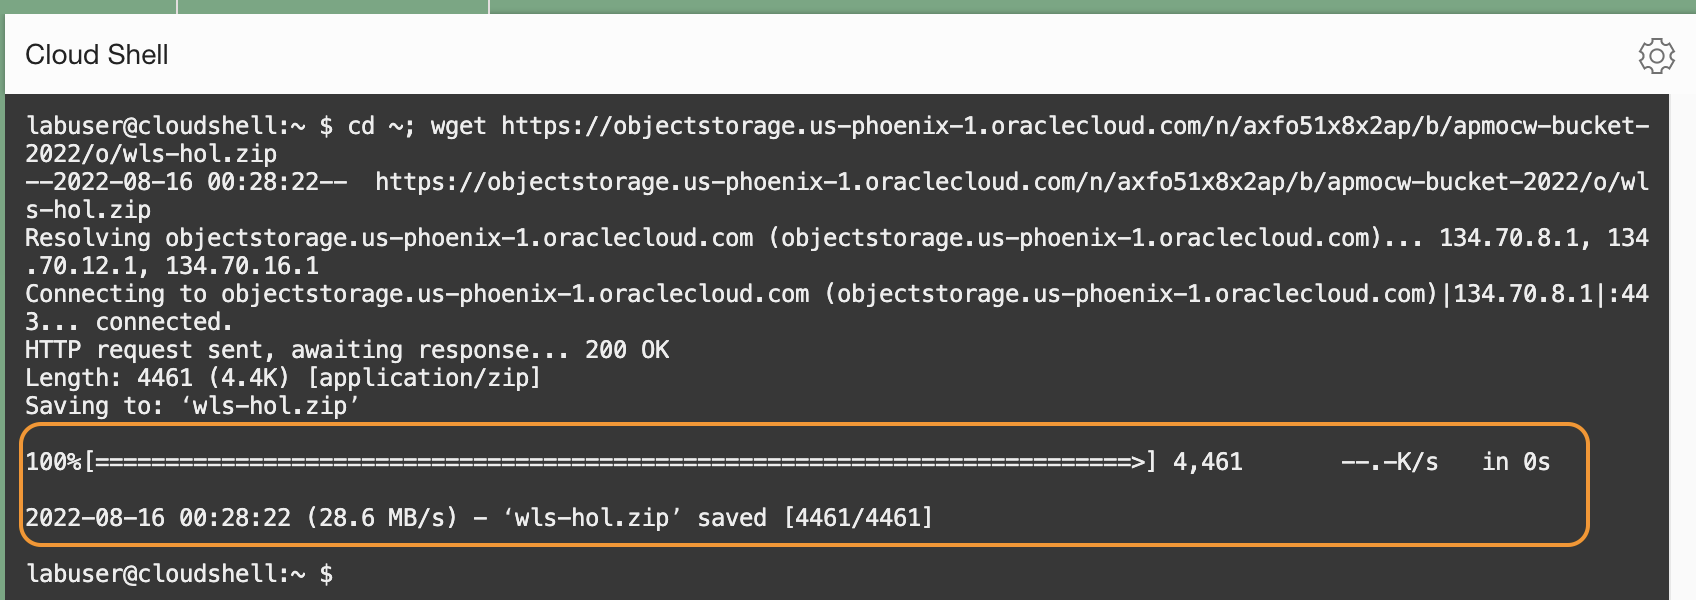 Cloud Shell
labuser@cloudshell:~ $ cd ~; wget https://objectstorage.us-phoenix-1.oraclecloud.com/n/axfo51x8x2ap/b/apmocw-bucket-
2022/o/wls-hol.zip
--2022-08-16 00:28:22--  https://objectstorage.us-phoenix-1.oraclecloud.com/n/axfo51x8x2ap/b/apmocw-bucket-2022/o/wl
s-hol.zip
Resolving objectstorage.us-phoenix-1.oraclecloud.com (objectstorage.us-phoenix-1.oraclecloud.com)... 134.70.8.1, 134
.70.12.1, 134.70.16.1
Connecting to objectstorage.us-phoenix-1.oraclecloud.com (objectstorage.us-phoenix-1.oraclecloud.com)|134.70.8.1|:44
3... connected.
HTTP request sent, awaiting response... 200 OK
Length: 4461 (4.4K) [application/zip]
Saving to: ‘wls-hol.zip’
100%[==========================================================================>] 4,461       --.-K/s   in 0s
2022-08-16 00:28:22 (28.6 MB/s) - ‘wls-hol.zip’ saved [4461/4461]
labuser@cloudshell:~ $